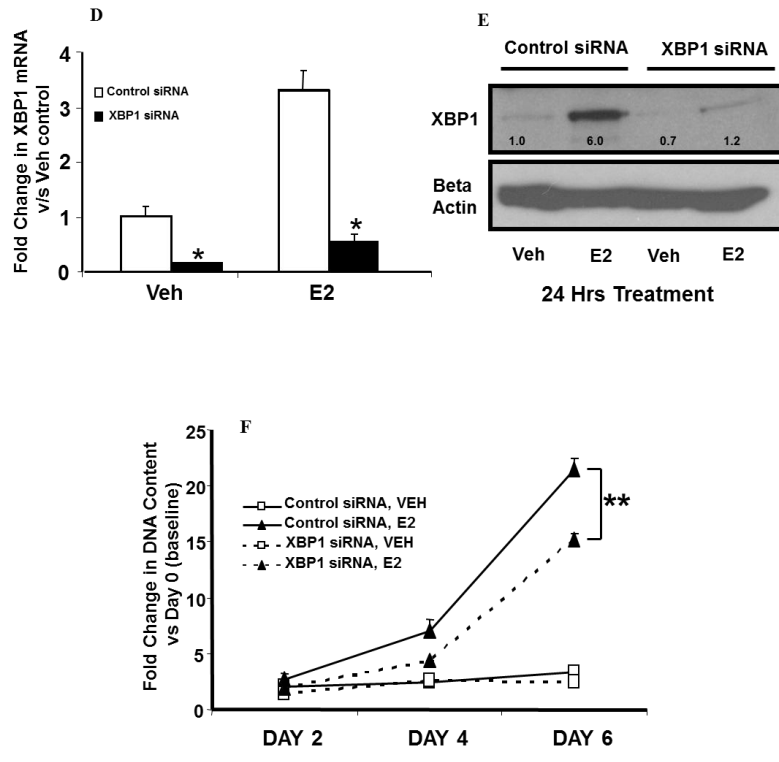 D
Fold Change in XBP1 mRNA
v/s Veh control
4
3
2
1
0
Control siRNA
XBP1 siRNA
*
*
Veh
E2
E
Control siRNA
XBP1 siRNA
XBP1
1.0
6.0
0.7
1.2
Beta
Actin
Veh
E2
Veh
E2
24 Hrs Treatment
F
Fold Change in DNA Content
vs Day 0 (baseline)
25
20
15
10
5
0
Control siRNA, VEH
Control siRNA, E2
XBP1 siRNA, VEH
XBP1 siRNA, E2
**
DAY 2
DAY 4
DAY 6